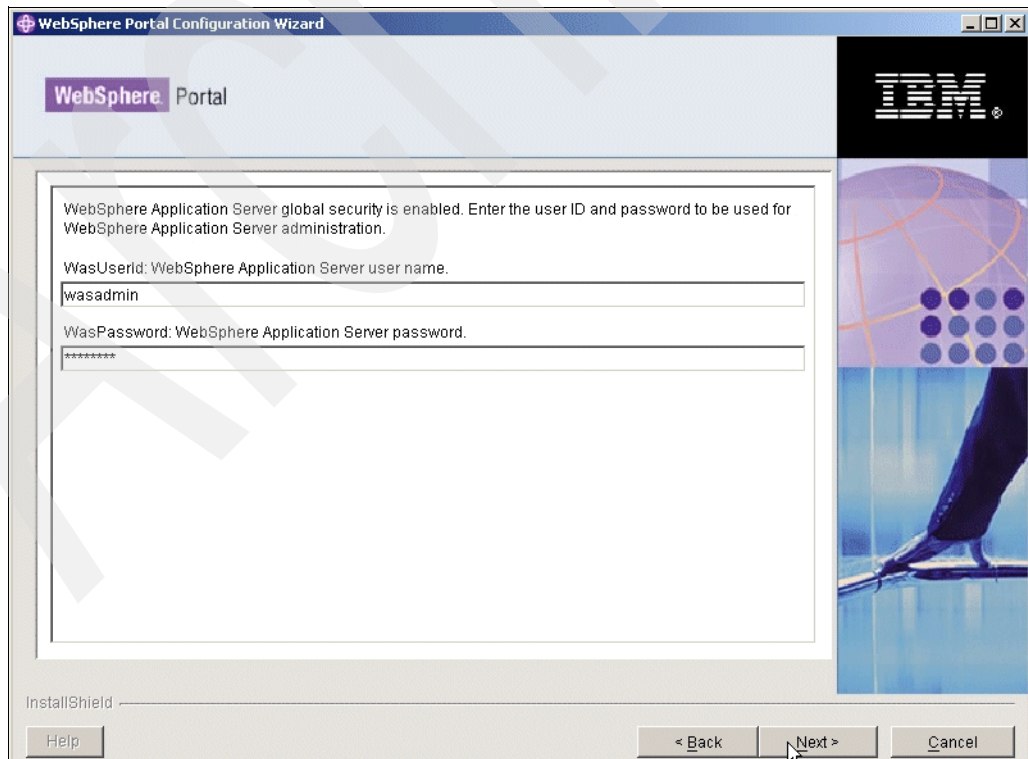 WebSphere Portal Configuration Wizard
WebSphere. Portal
IBM®
WebSphere Application Server global security is enabled. Enter the user ID and password to be used for
WebSphere Application Server administration.
WasUserId: WebSphere Application Server user name.
wasadmin
WasPassword: WebSphere Application Server password.
********
InstallShield
Help
< Back
Next >
Cancel